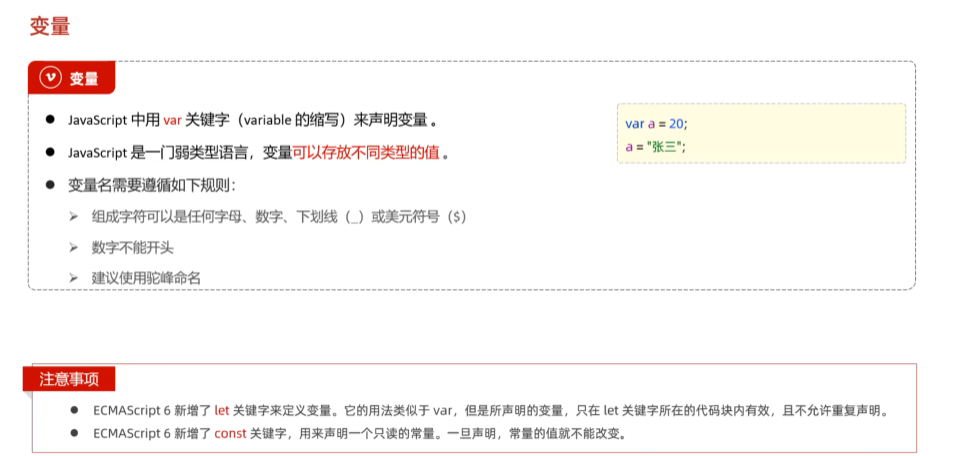 变量
变量
JavaScript 中用 var 关键字（variable 的缩写）来声明变量 。
var a = 20;
a = "张三";
JavaScript 是一门弱类型语言，变量可以存放不同类型的值 。
变量名需要遵循如下规则：
组成字符可以是任何字母、数字、下划线（_）或美元符号（$）
数字不能开头
建议使用驼峰命名
注意事项
ECMAScript 6 新增了 let 关键字来定义变量。它的用法类似于 var，但是所声明的变量，只在 let 关键字所在的代码块内有效，且不允许重复声明。
ECMAScript 6 新增了 const 关键字，用来声明一个只读的常量。一旦声明，常量的值就不能改变。